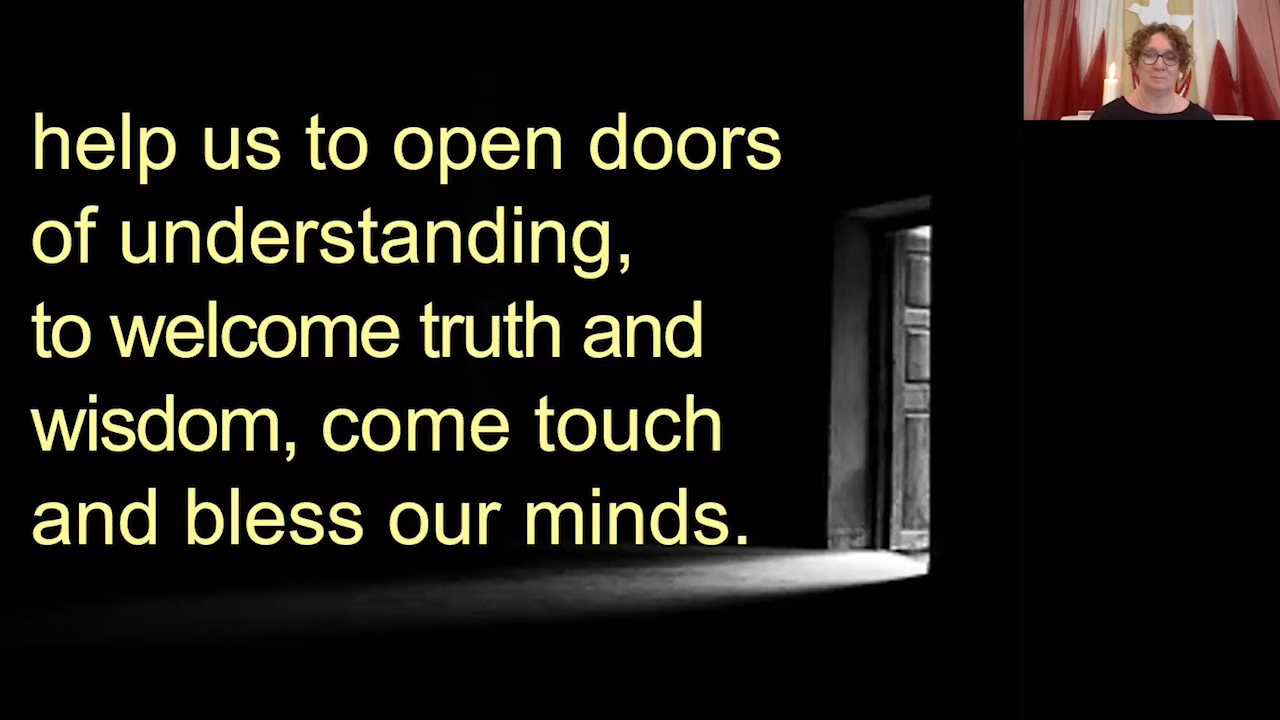 help us to open doors
of understanding,
to welcome truth and
wisdom, come touch
and bless our minds.